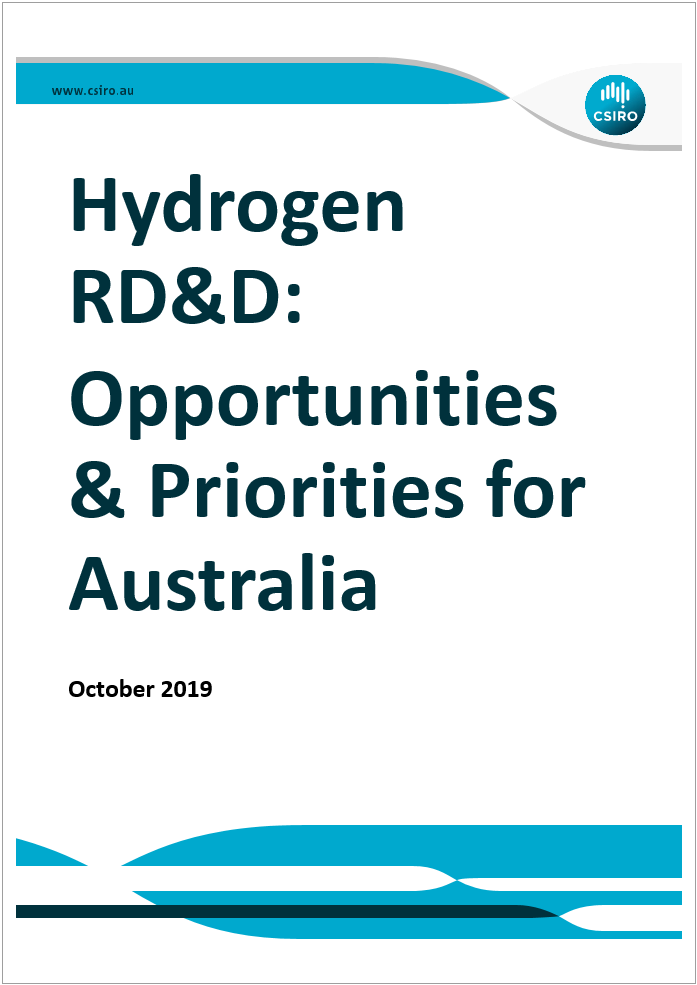 www.csiro.au
CSIRO
Hydrogen
RD&D:
Opportunities
& Priorities for
Australia
October 2019